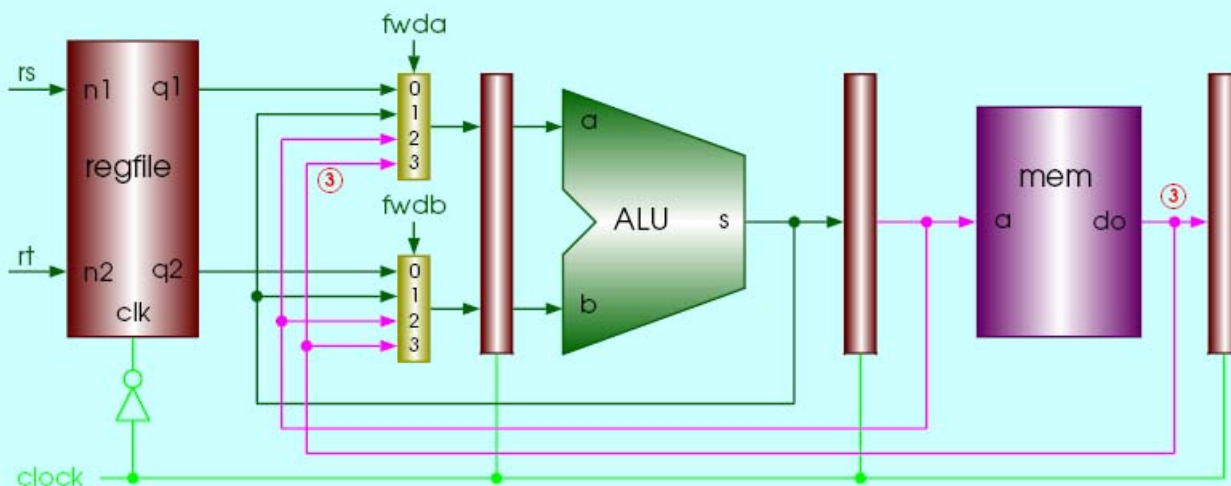 fwda
rs
n1 q1
regfile
0
1
2
3
③
a
ALU
s
mem
a
do
③
fwdb
rt
n2 q2
clk
0
1
2
3
b
clock